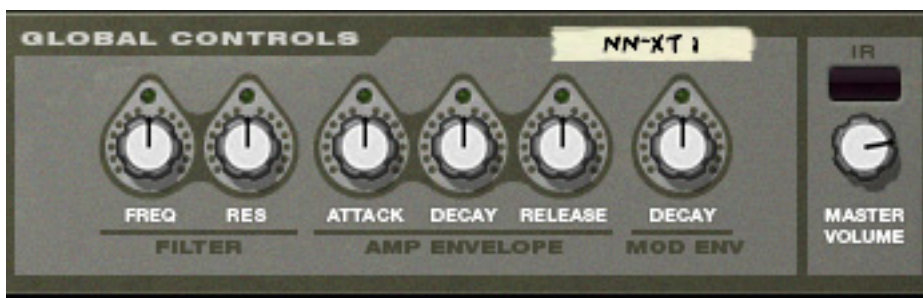 GLOBAL CONTROLS
NN-XT 1
IR
FREQ RES ATTACK DECAY RELEASE DECAY
MASTER
VOLUME
FILTER AMP ENVELOPE MOD ENV